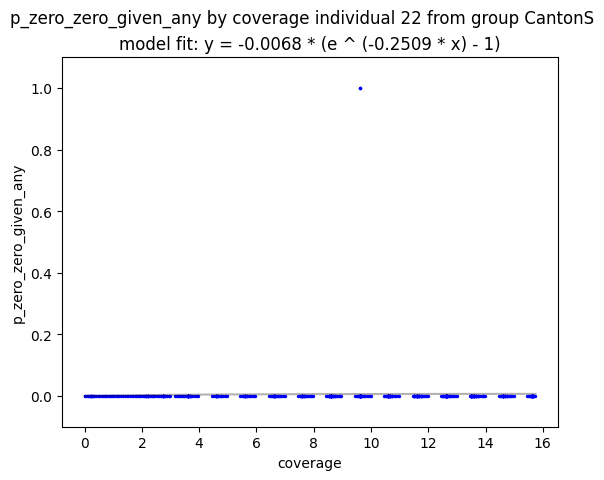 p_zero_zero_given_any by coverage individual 22 from group CantonS
model fit: y = -0.0068 * (e ^ (-0.2509 * x) - 1)
1.0
0.8
0.6
0.4
0.2
0.0
p_zero_zero_given_any
0 2 4 6 8 10 12 14 16
coverage